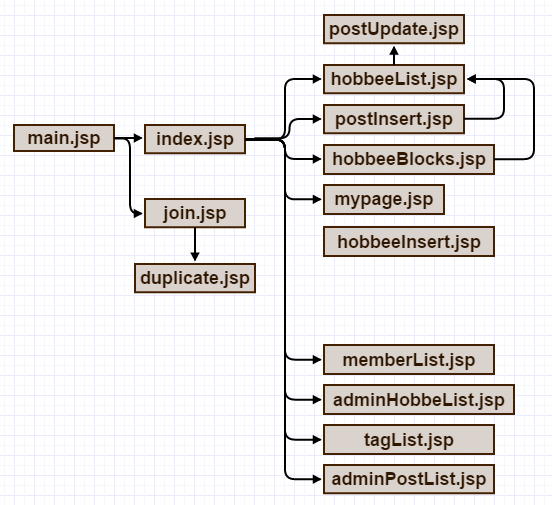 postUpdate.jsp
hobbeeList.jsp
postInsert.jsp
main.jsp
index.jsp
hobbeeBlocks.jsp
mypage.jsp
join.jsp
hobbeeInsert.jsp
duplicate.jsp
memberList.jsp
adminHobbeList.jsp
tagList.jsp
adminPostList.jsp